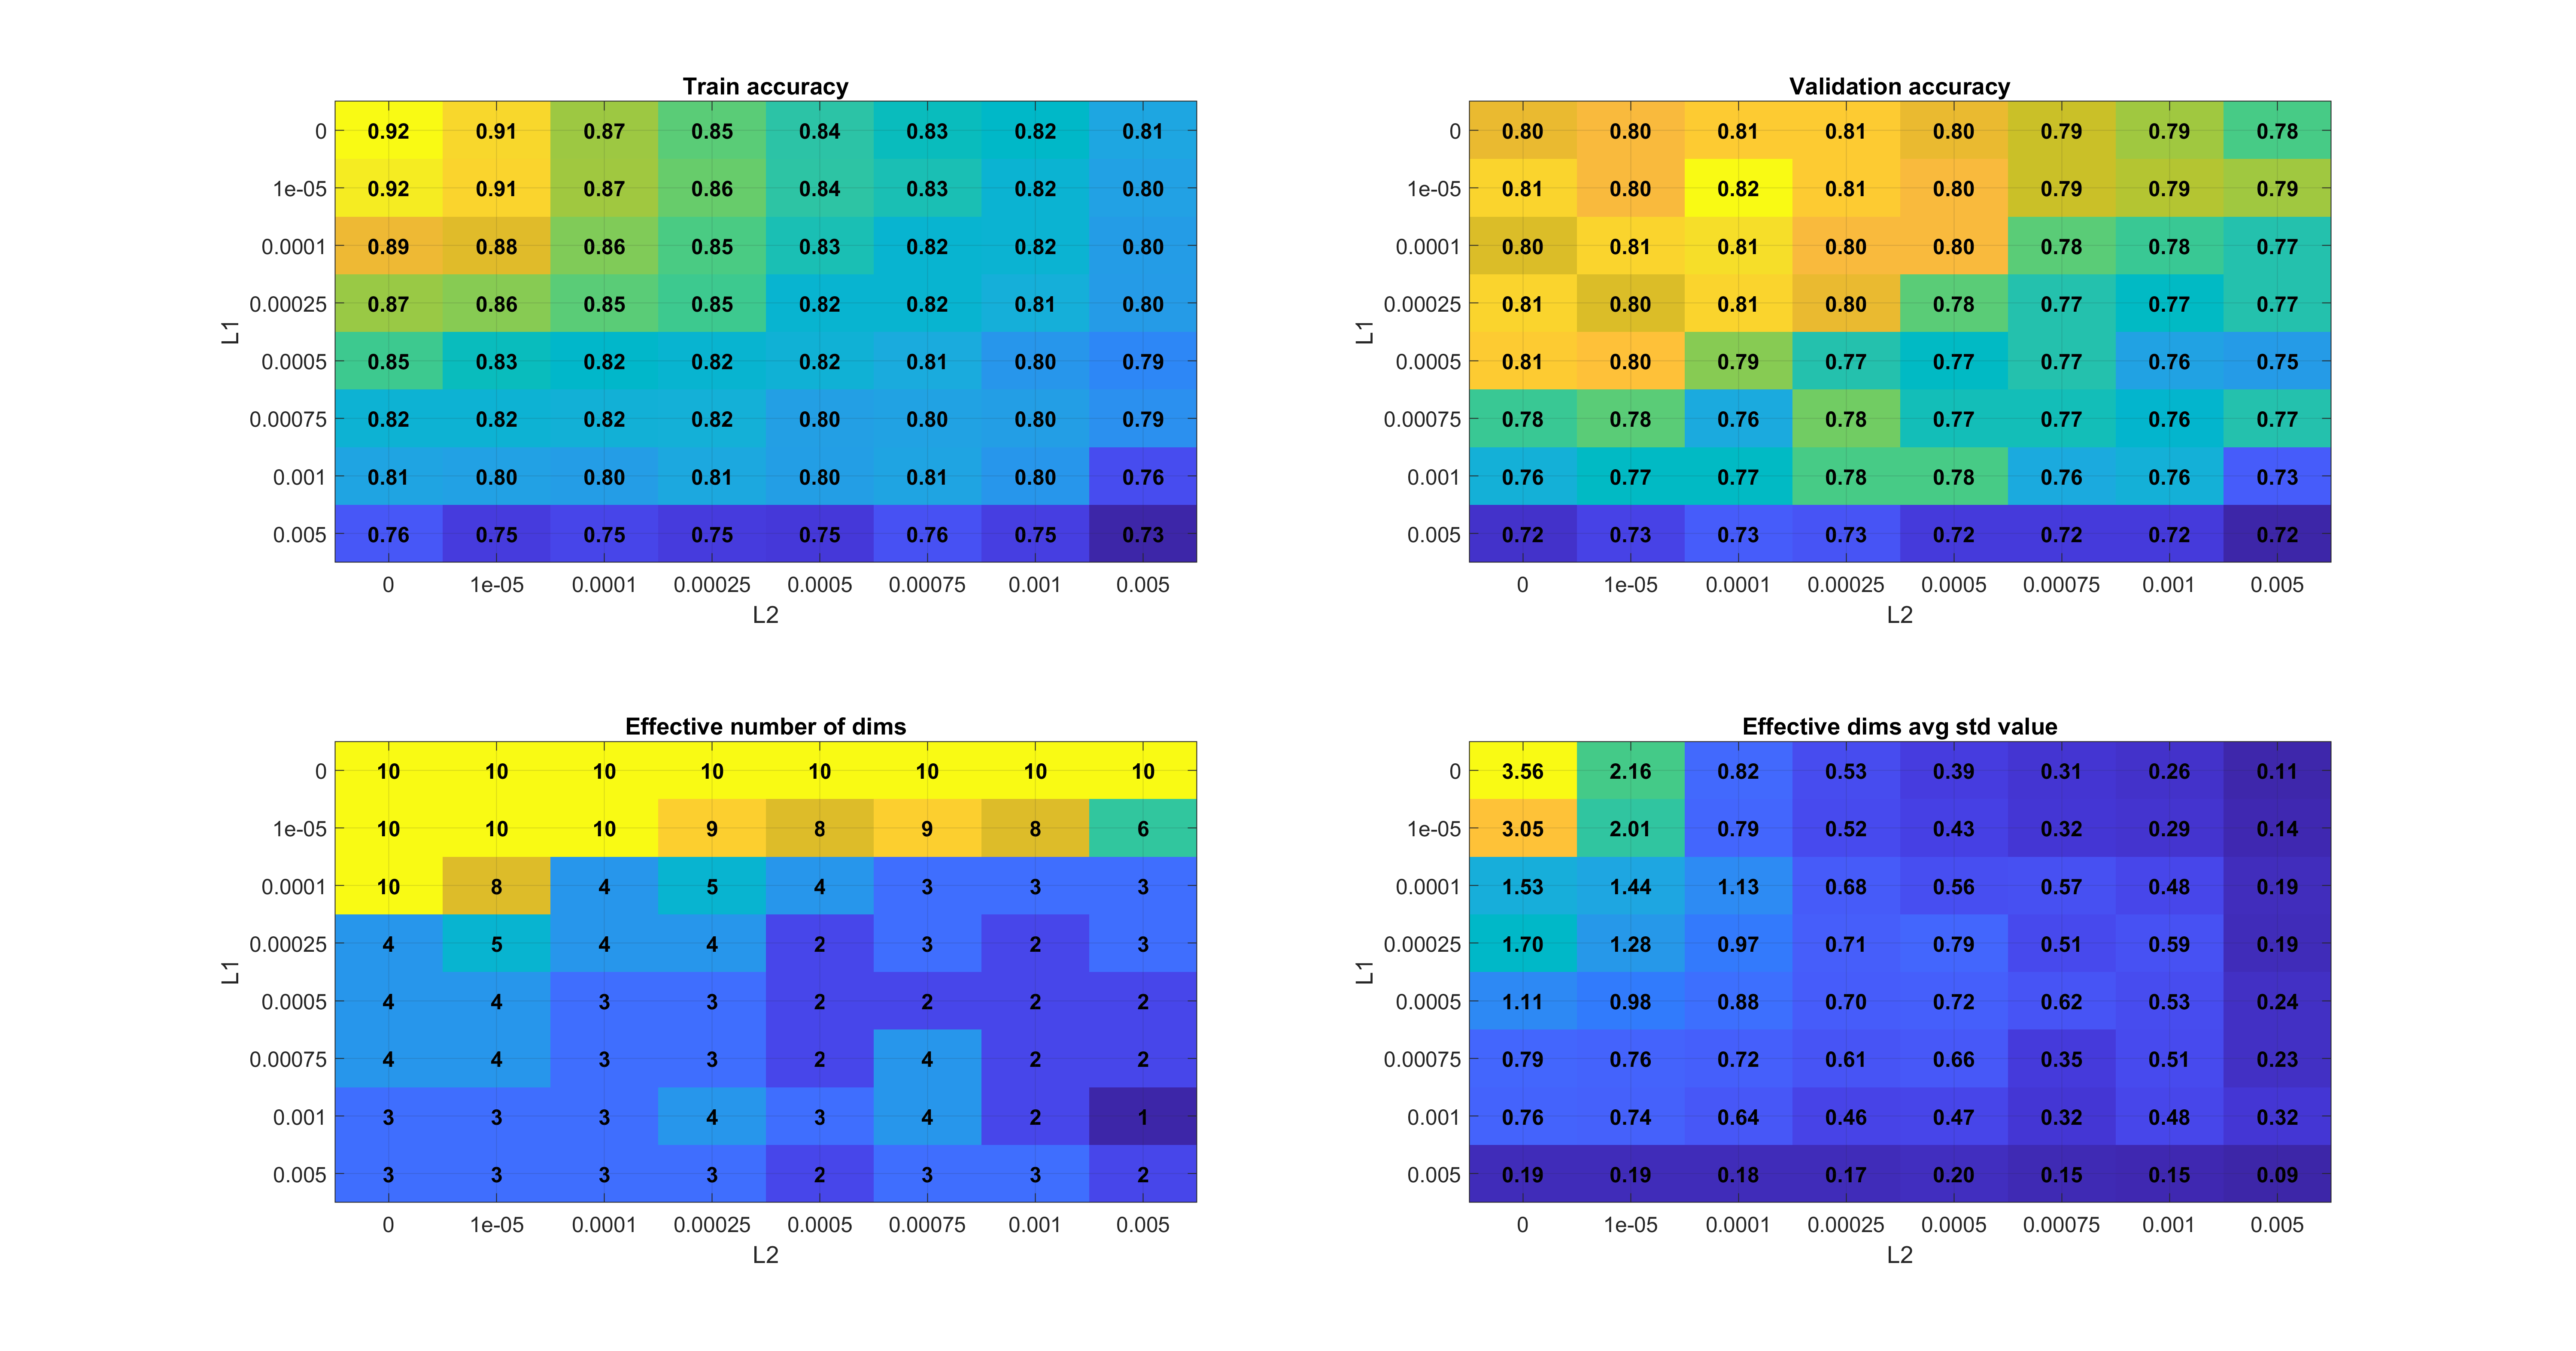 Train accuracy
0 0.92 0.91 0.87 0.85 0.84 0.83 0.82 0.81
1e-05 0.92 0.91 0.87 0.86 0.84 0.83 0.82 0.80
0.0001 0.89 0.88 0.86 0.85 0.83 0.82 0.82 0.80
0.00025 0.87 0.86 0.85 0.85 0.82 0.82 0.81 0.80
L1
0.0005 0.85 0.83 0.82 0.82 0.82 0.81 0.80 0.79
0.00075 0.82 0.82 0.82 0.82 0.80 0.80 0.80 0.79
0.001 0.81 0.80 0.80 0.81 0.80 0.81 0.80 0.76
0.005 0.76 0.75 0.75 0.75 0.75 0.76 0.75 0.73
0 1e-05 0.0001 0.00025 0.0005 0.00075 0.001 0.005
L2
Validation accuracy
0 0.80 0.80 0.81 0.81 0.80 0.79 0.79 0.78
1e-05 0.81 0.80 0.82 0.81 0.80 0.79 0.79 0.79
0.0001 0.80 0.81 0.81 0.80 0.80 0.78 0.78 0.77
0.00025 0.81 0.80 0.81 0.80 0.78 0.77 0.77 0.77
L1
0.0005 0.81 0.80 0.79 0.77 0.77 0.77 0.76 0.75
0.00075 0.78 0.78 0.76 0.78 0.77 0.77 0.76 0.77
0.001 0.76 0.77 0.77 0.78 0.78 0.76 0.76 0.73
0.005 0.72 0.73 0.73 0.73 0.72 0.72 0.72 0.72
0 1e-05 0.0001 0.00025 0.0005 0.00075 0.001 0.005
L2
Effective number of dims
0 10 10 10 10 10 10 10 10
1e-05 10 10 10 9 8 9 8 6
0.0001 10 8 4 5 4 3 3 3
0.00025 4 5 4 4 2 3 2 3
L1
0.0005 4 4 3 3 2 2 2 2
0.00075 4 4 3 3 2 4 2 2
0.001 3 3 3 4 3 4 2 1
0.005 3 3 3 3 2 3 3 2
0 1e-05 0.0001 0.00025 0.0005 0.00075 0.001 0.005
L2
Effective dims avg std value
0 3.56 2.16 0.82 0.53 0.39 0.31 0.26 0.11
1e-05 3.05 2.01 0.79 0.52 0.43 0.32 0.29 0.14
0.0001 1.53 1.44 1.13 0.68 0.56 0.57 0.48 0.19
0.00025 1.70 1.28 0.97 0.71 0.79 0.51 0.59 0.19
L1
0.0005 1.11 0.98 0.88 0.70 0.72 0.62 0.53 0.24
0.00075 0.79 0.76 0.72 0.61 0.66 0.35 0.51 0.23
0.001 0.76 0.74 0.64 0.46 0.47 0.32 0.48 0.32
0.005 0.19 0.19 0.18 0.17 0.20 0.15 0.15 0.09
0 1e-05 0.0001 0.00025 0.0005 0.00075 0.001 0.005
L2